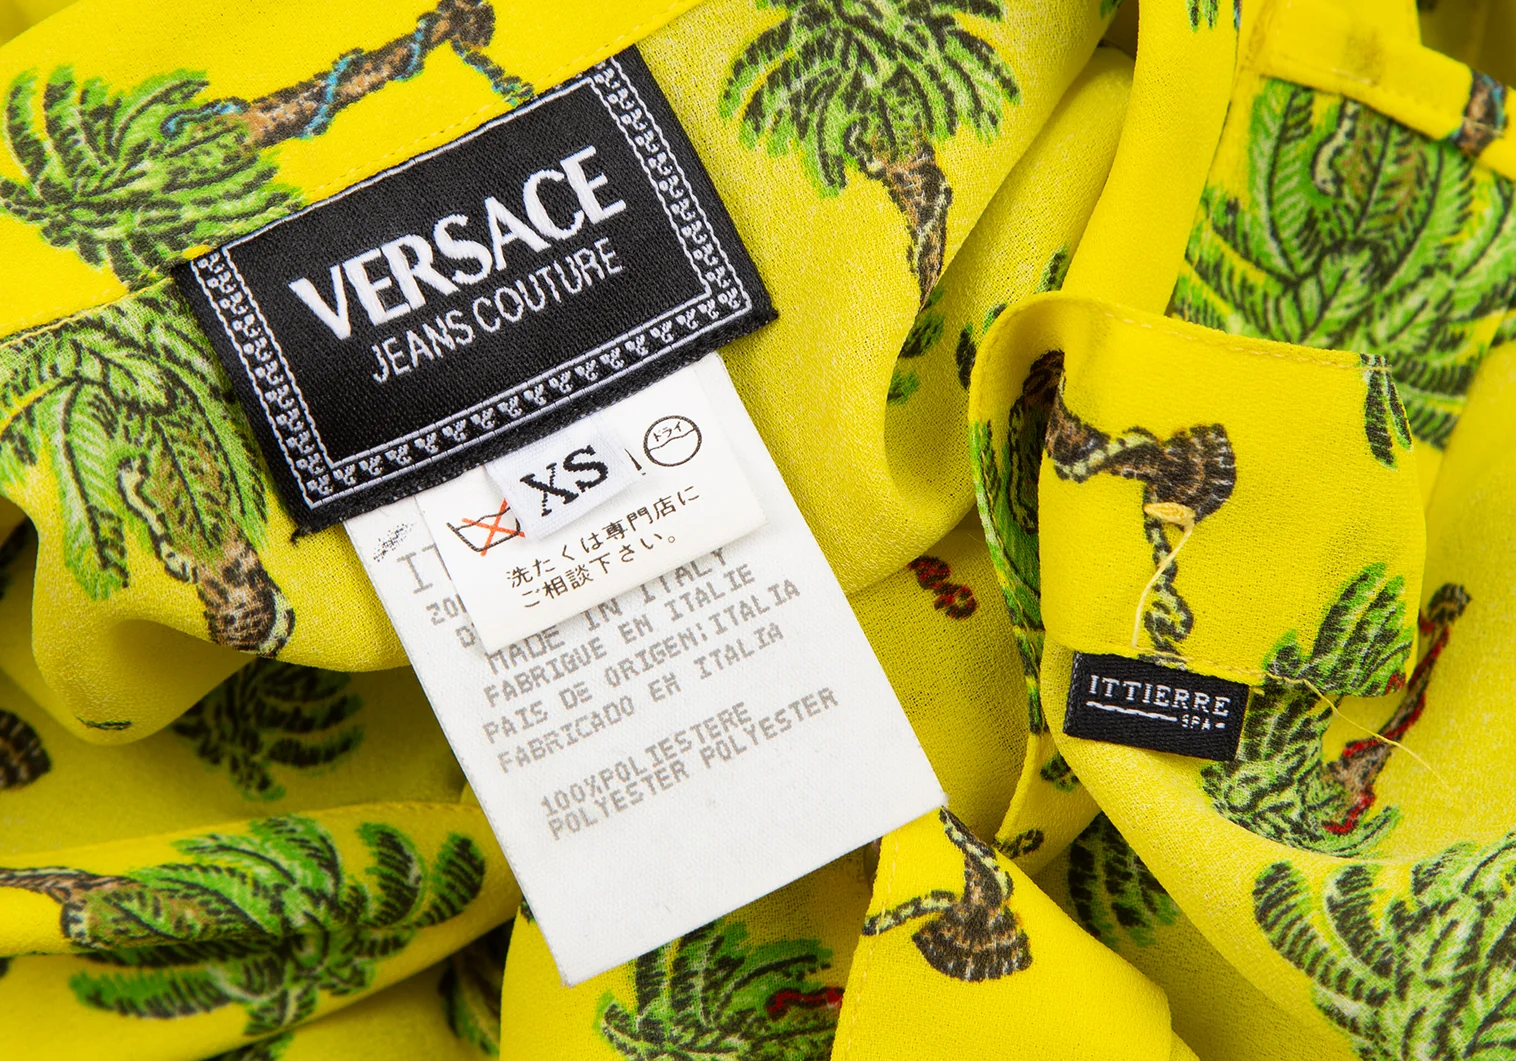 VERSACE
JEANS COUTURE
XS
ドライ
洗たくは専門店に
ご相談下さい。
MADE IN ITALY
FABRIQUE EN ITALIE
PAIS DE ORIGEN:ITALIA
FABRICADO EN ITALIA
100%POLIESTERE
POLYESTER POLYESTER
ITTIERRE
SPA